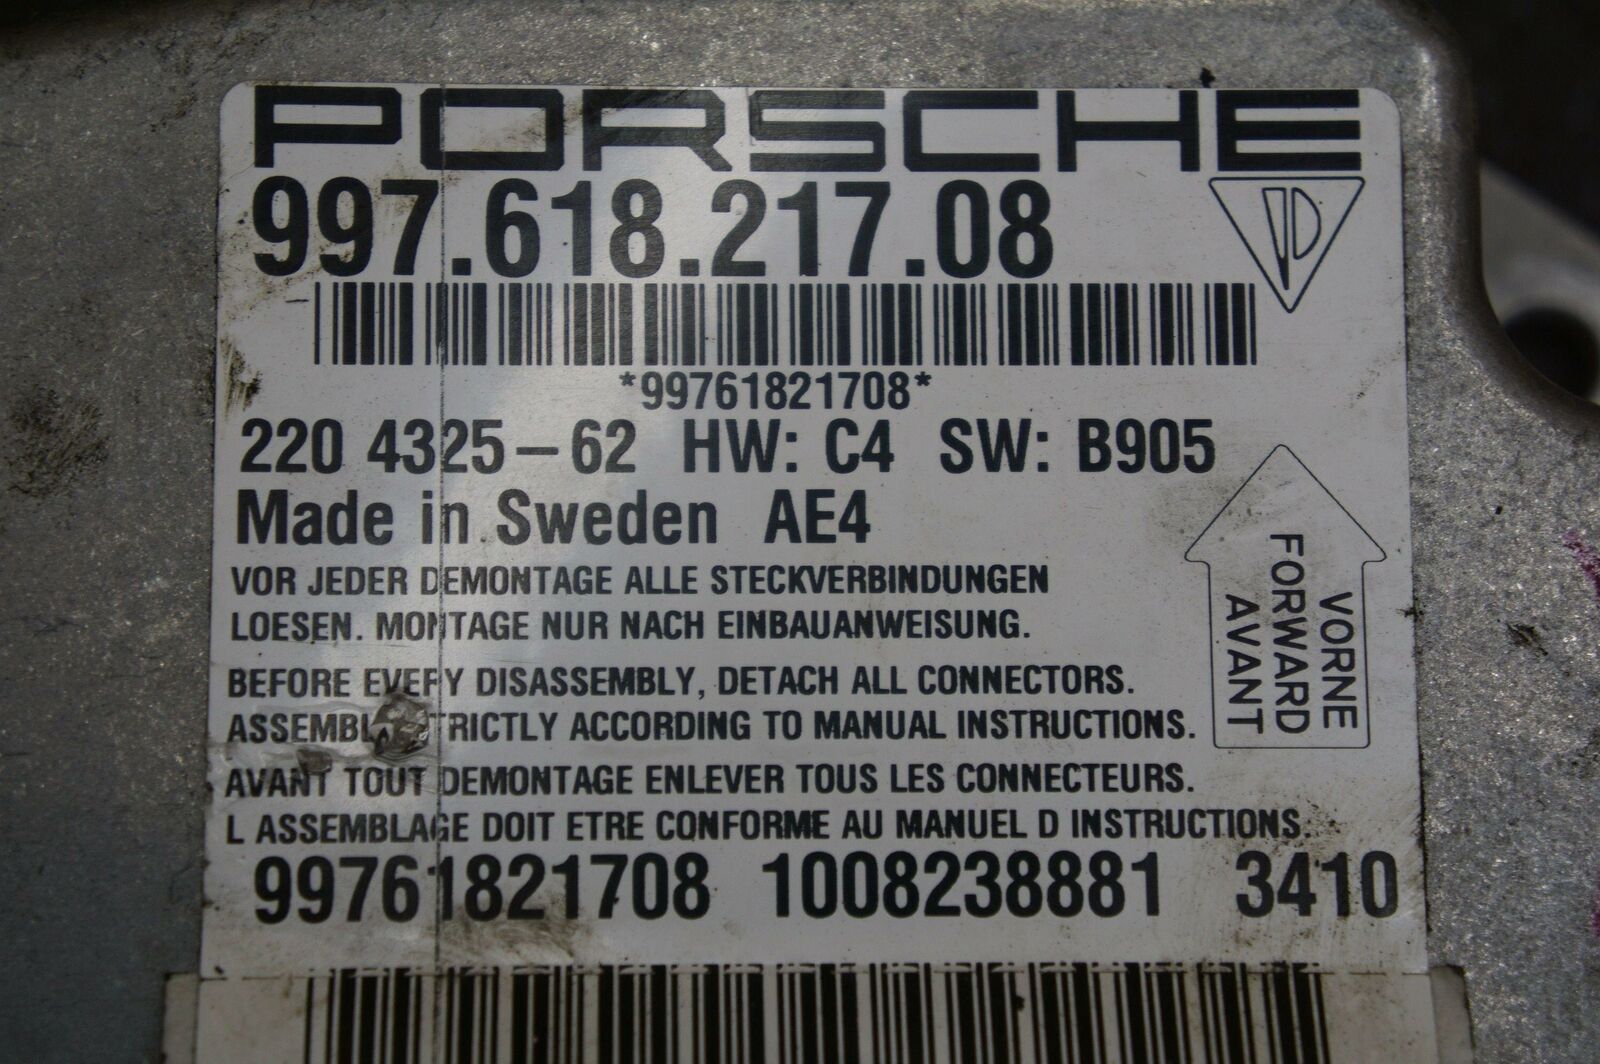 PORSCHE
997.618.217.08
*99761821708*
220 4325-62 HW: C4 SW: B905
Made in Sweden AE4
VOR JEDER DEMONTAGE ALLE STECKVERBINDUNGEN
LOESEN. MONTAGE NUR NACH EINBAUANWEISUNG.
BEFORE EVERY DISASSEMBLY, DETACH ALL CONNECTORS.
ACCORDING TO MANUAL INSTRUCTIONS.
AVANT TOUT DEMONTAGE ENLEVER TOUS LES CONNECTEURS.
L ASSEMBLAGE DOIT ETRE CONFORME AU MANUEL D INSTRUCTIONS.
99761821708 1008238881 3410
VORNE
FORWARD
AVANT